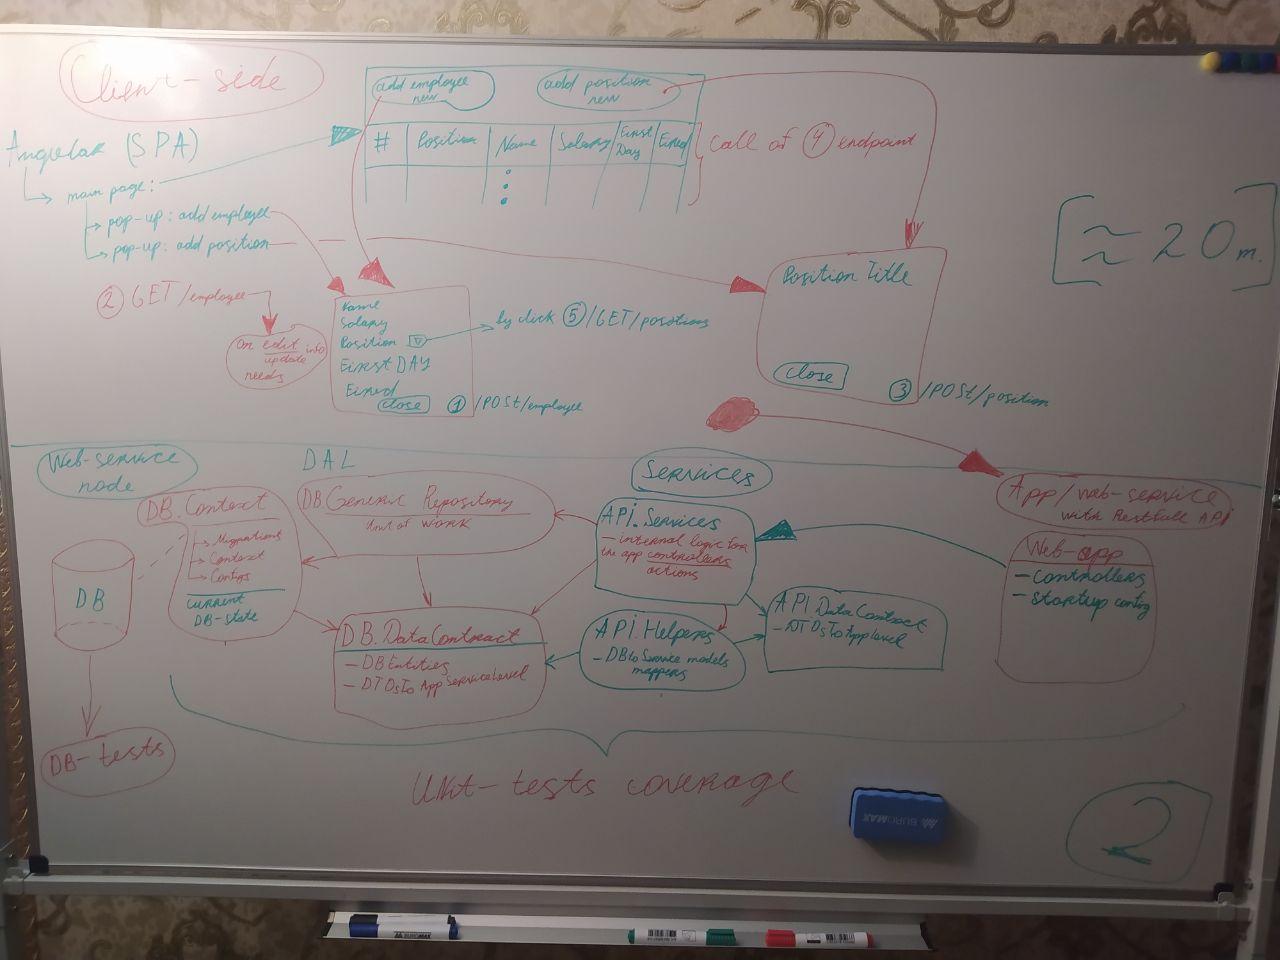 Client-side
add employee
new
add position
new
# Position Name Salary First Day Fired
Call of 4 endpoint
Angular (SPA)
main page:
pop-up: add employee
pop-up: add position
[≈ 20 m.]
2 GET/employee
On edit info
update
needs
Name
Salary
Position
First DAY
Fired
close
by click 5/GET/positions
1/POST/employee
Position Title
close
3/POST/position
Web-service
node
DAL
Services
App/web-service
with Restfull API
DB.Context
Migrations
Context
Configs
current
DB-state
DB
DB-tests
DB.Generic Repository
Unit of work
DB.DataContract
- DB Entities
- DTOs To App Service Level
API.Services
- internal logic for
the app controllers
actions
API.Helpers
- DB to Service models
mappers
API DataContract
- DTOs To App level
Web-app
- controllers
- startup config
Unit-tests coverage
BUROMAX
2
BUROMAX